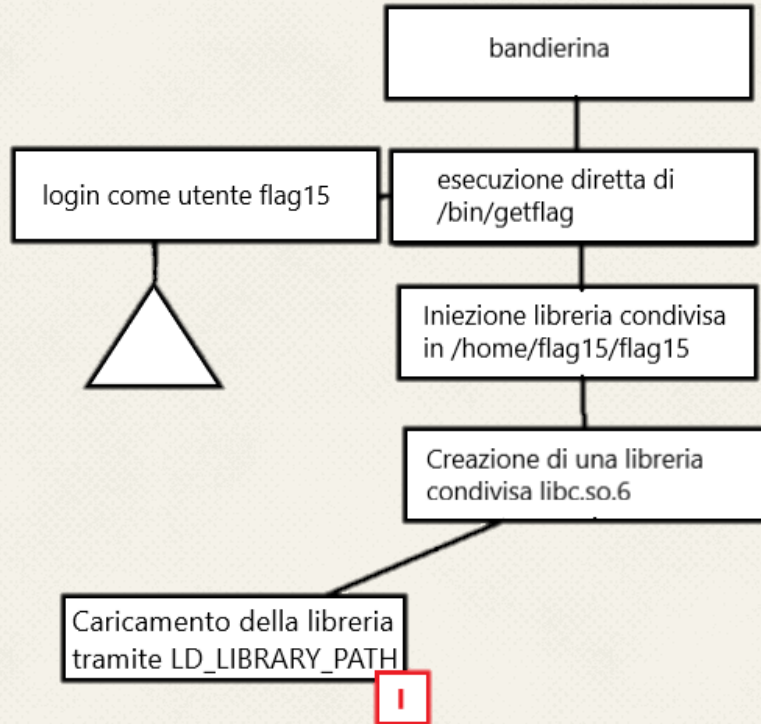 bandierina
login come utente flag15
esecuzione diretta di
/bin/getflag
Iniezione libreria condivisa
in /home/flag15/flag15
Creazione di una libreria
condivisa libc.so.6
Caricamento della libreria
tramite LD_LIBRARY_PATH
I